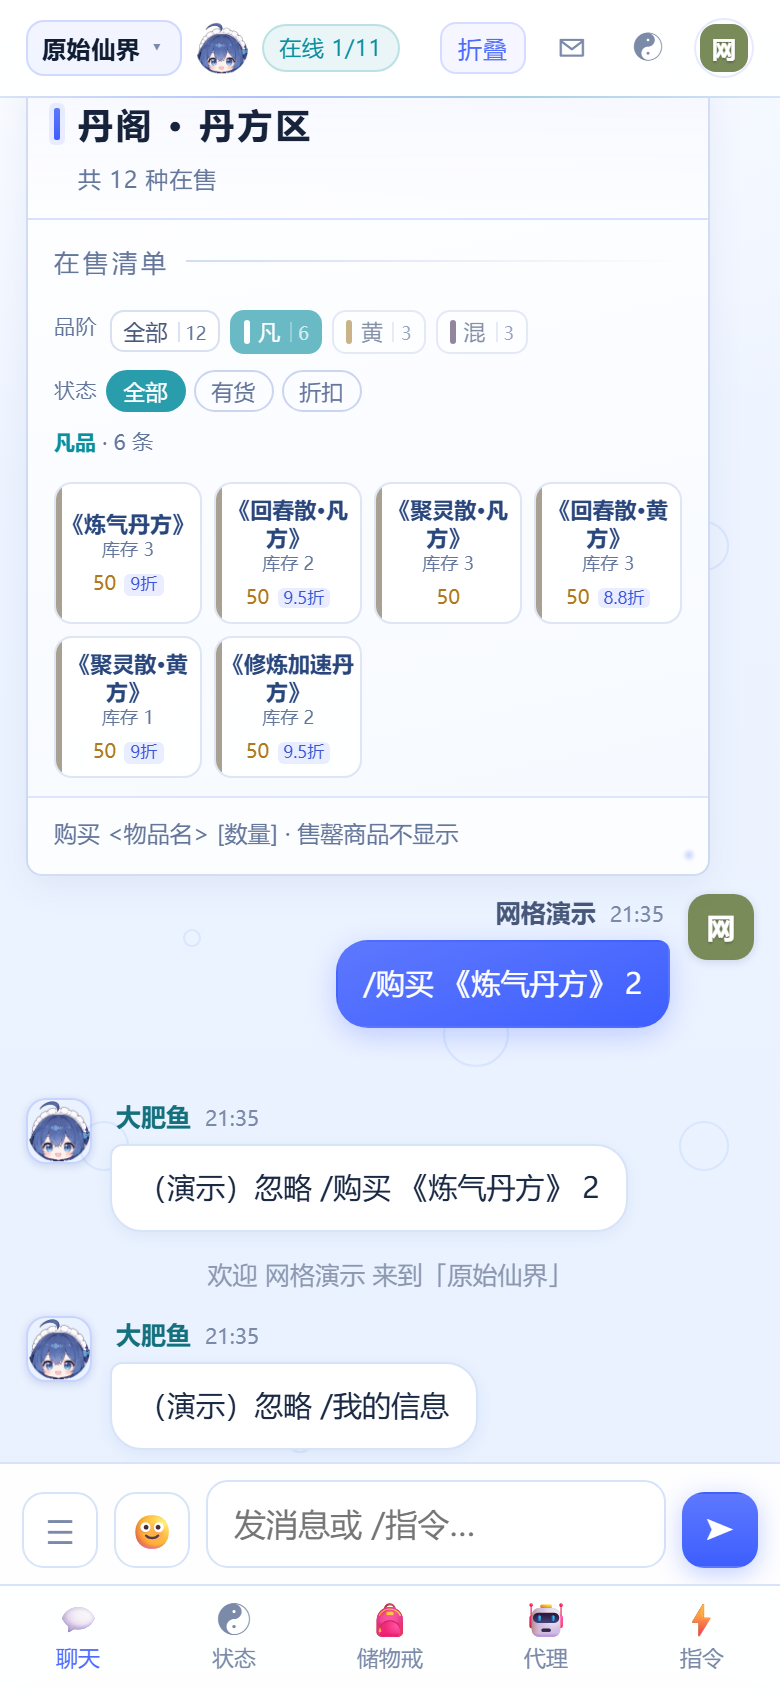 原始仙界 ▼
在线 1/11
折叠
网
丹阁 · 丹方区
共 12 种在售
在售清单
品阶 全部 12 凡 6 黄 3 混 3
状态 全部 有货 折扣
凡品 · 6 条
《炼气丹方》
库存 3
50 9折
《回春散·凡
方》
库存 2
50 9.5折
《聚灵散·凡
方》
库存 3
50
《回春散·黄
方》
库存 3
50 8.8折
《聚灵散·黄
方》
库存 1
50 9折
《修炼加速丹
方》
库存 2
50 9.5折
购买 <物品名> [数量] · 售罄商品不显示
网格演示 21:35
网
/购买 《炼气丹方》 2
大肥鱼 21:35
（演示）忽略 /购买 《炼气丹方》 2
欢迎 网格演示 来到「原始仙界」
大肥鱼 21:35
（演示）忽略 /我的信息
发消息或 /指令...
聊天
状态
储物戒
代理
指令